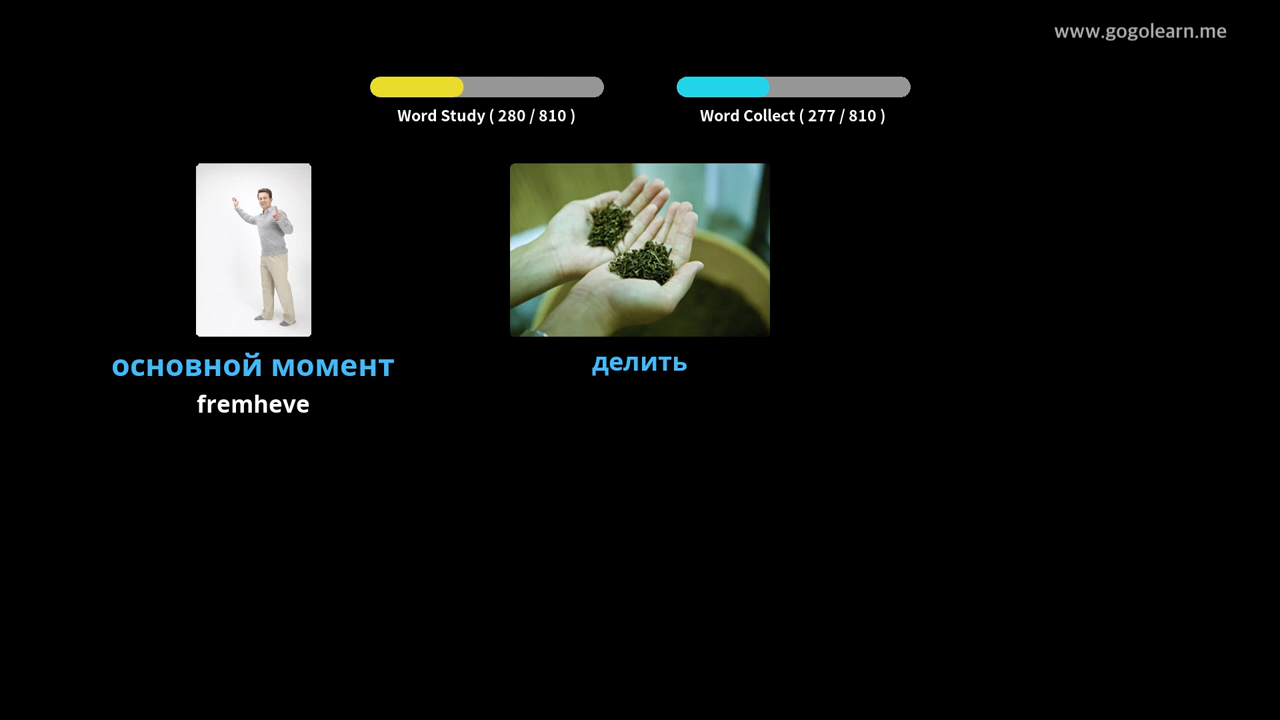 www.gogolearn.me
Word Study ( 280 / 810 )
Word Collect ( 277 / 810 )
основной момент
fremheve
делить